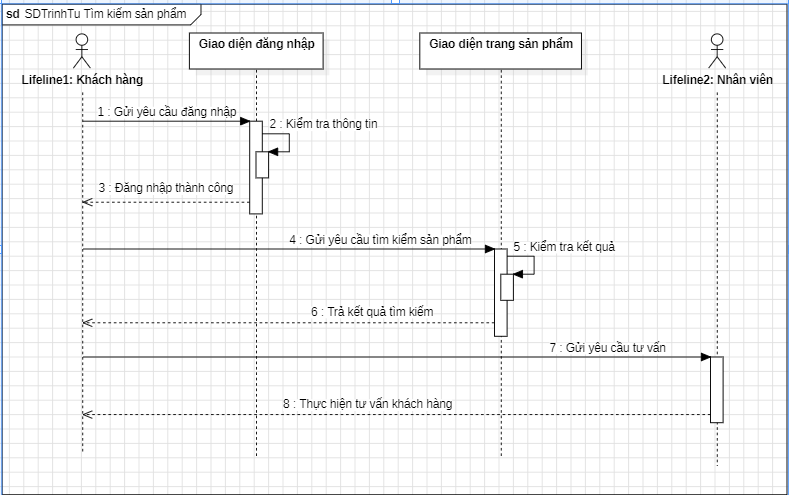 sd SDTrinhTu Tìm kiếm sản phẩm
Giao diện đăng nhập
Giao diện trang sản phẩm
Lifeline1: Khách hàng
Lifeline2: Nhân viên
1 : Gửi yêu cầu đăng nhập
2 : Kiểm tra thông tin
3 : Đăng nhập thành công
4 : Gửi yêu cầu tìm kiếm sản phẩm
5 : Kiểm tra kết quả
6 : Trả kết quả tìm kiếm
7 : Gửi yêu cầu tư vấn
8 : Thực hiện tư vấn khách hàng